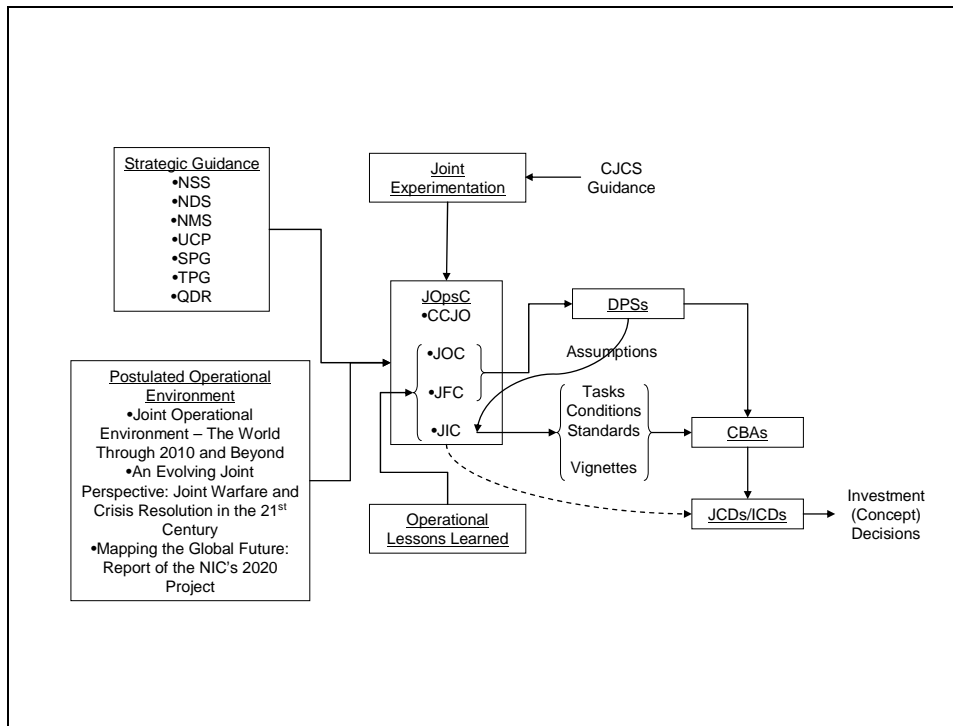 Strategic Guidance
•NSS
•NDS
•NMS
•UCP
•SPG
•TPG
•QDR
Joint
Experimentation
CJCS
Guidance
JOpsC
•CCJO
•JOC
•JFC
•JIC
DPSs
Assumptions
Tasks
Conditions
Standards
Vignettes
CBAs
JCDs/ICDs
Investment
(Concept)
Decisions
Postulated Operational
Environment
•Joint Operational
Environment – The World
Through 2010 and Beyond
•An Evolving Joint
Perspective: Joint Warfare and
Crisis Resolution in the 21st
Century
•Mapping the Global Future:
Report of the NIC's 2020
Project
Operational
Lessons Learned